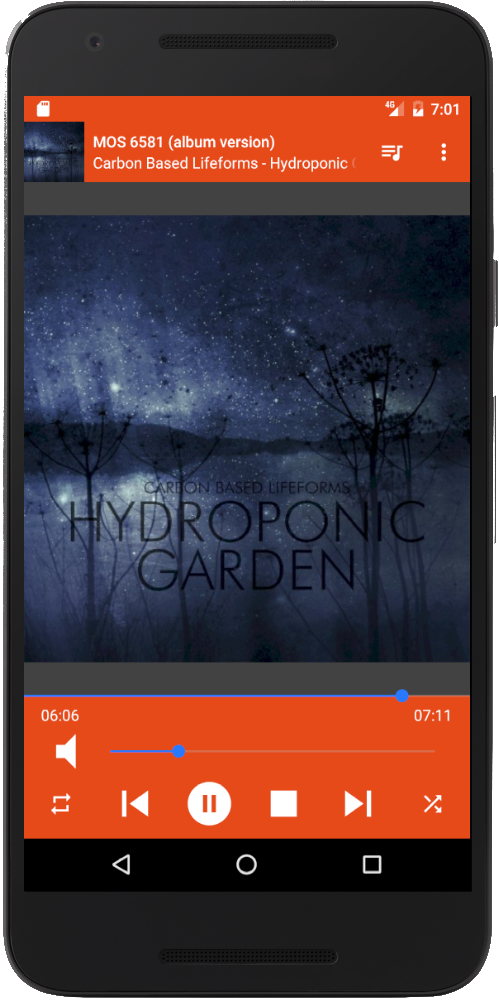 4G 7:01
MOS 6581 (album version)
Carbon Based Lifeforms - Hydroponic
CARBON BASED LIFEFORMS
HYDROPONIC
GARDEN
06:06 07:11